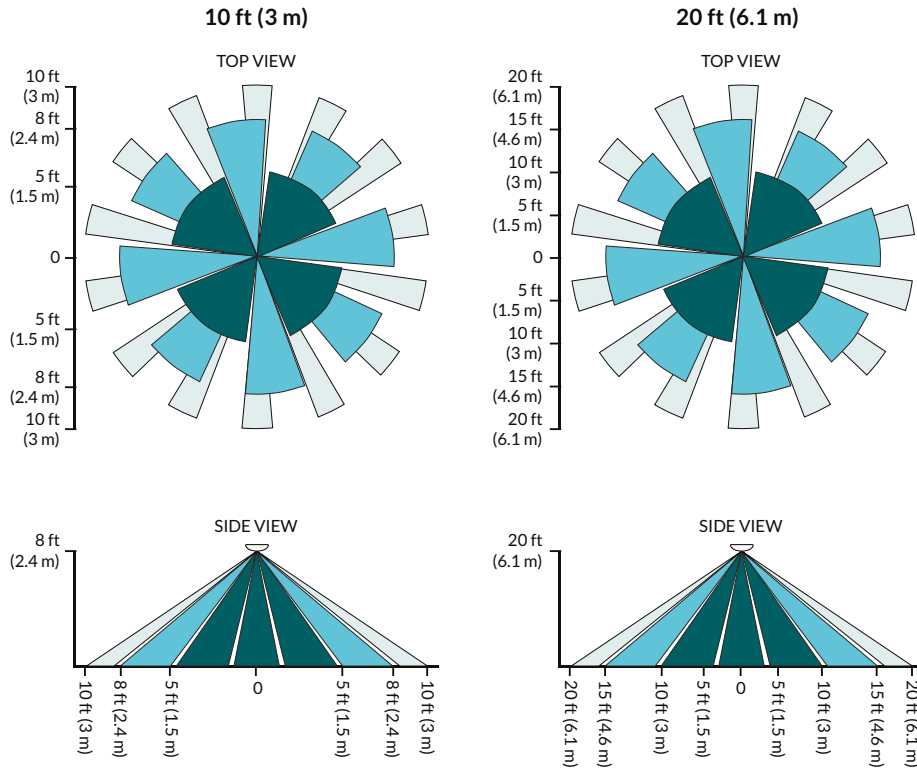 10 ft (3 m)
TOP VIEW
10 ft
(3 m)
8 ft
(2.4 m)
5 ft
(1.5 m)
0
5 ft
(1.5 m)
8 ft
(2.4 m)
10 ft
(3 m)
SIDE VIEW
8 ft
(2.4 m)
10 ft (3 m)
8 ft (2.4 m)
5 ft (1.5 m)
0
5 ft (1.5 m)
8 ft (2.4 m)
10 ft (3 m)
20 ft (6.1 m)
TOP VIEW
20 ft
(6.1 m)
15 ft
(4.6 m)
10 ft
(3 m)
5 ft
(1.5 m)
0
5 ft
(1.5 m)
10 ft
(3 m)
15 ft
(4.6 m)
20 ft
(6.1 m)
SIDE VIEW
20 ft
(6.1 m)
20 ft (6.1 m)
15 ft (4.6 m)
10 ft (3 m)
5 ft (1.5 m)
0
5 ft (1.5 m)
10 ft (3 m)
15 ft (4.6 m)
20 ft (6.1 m)